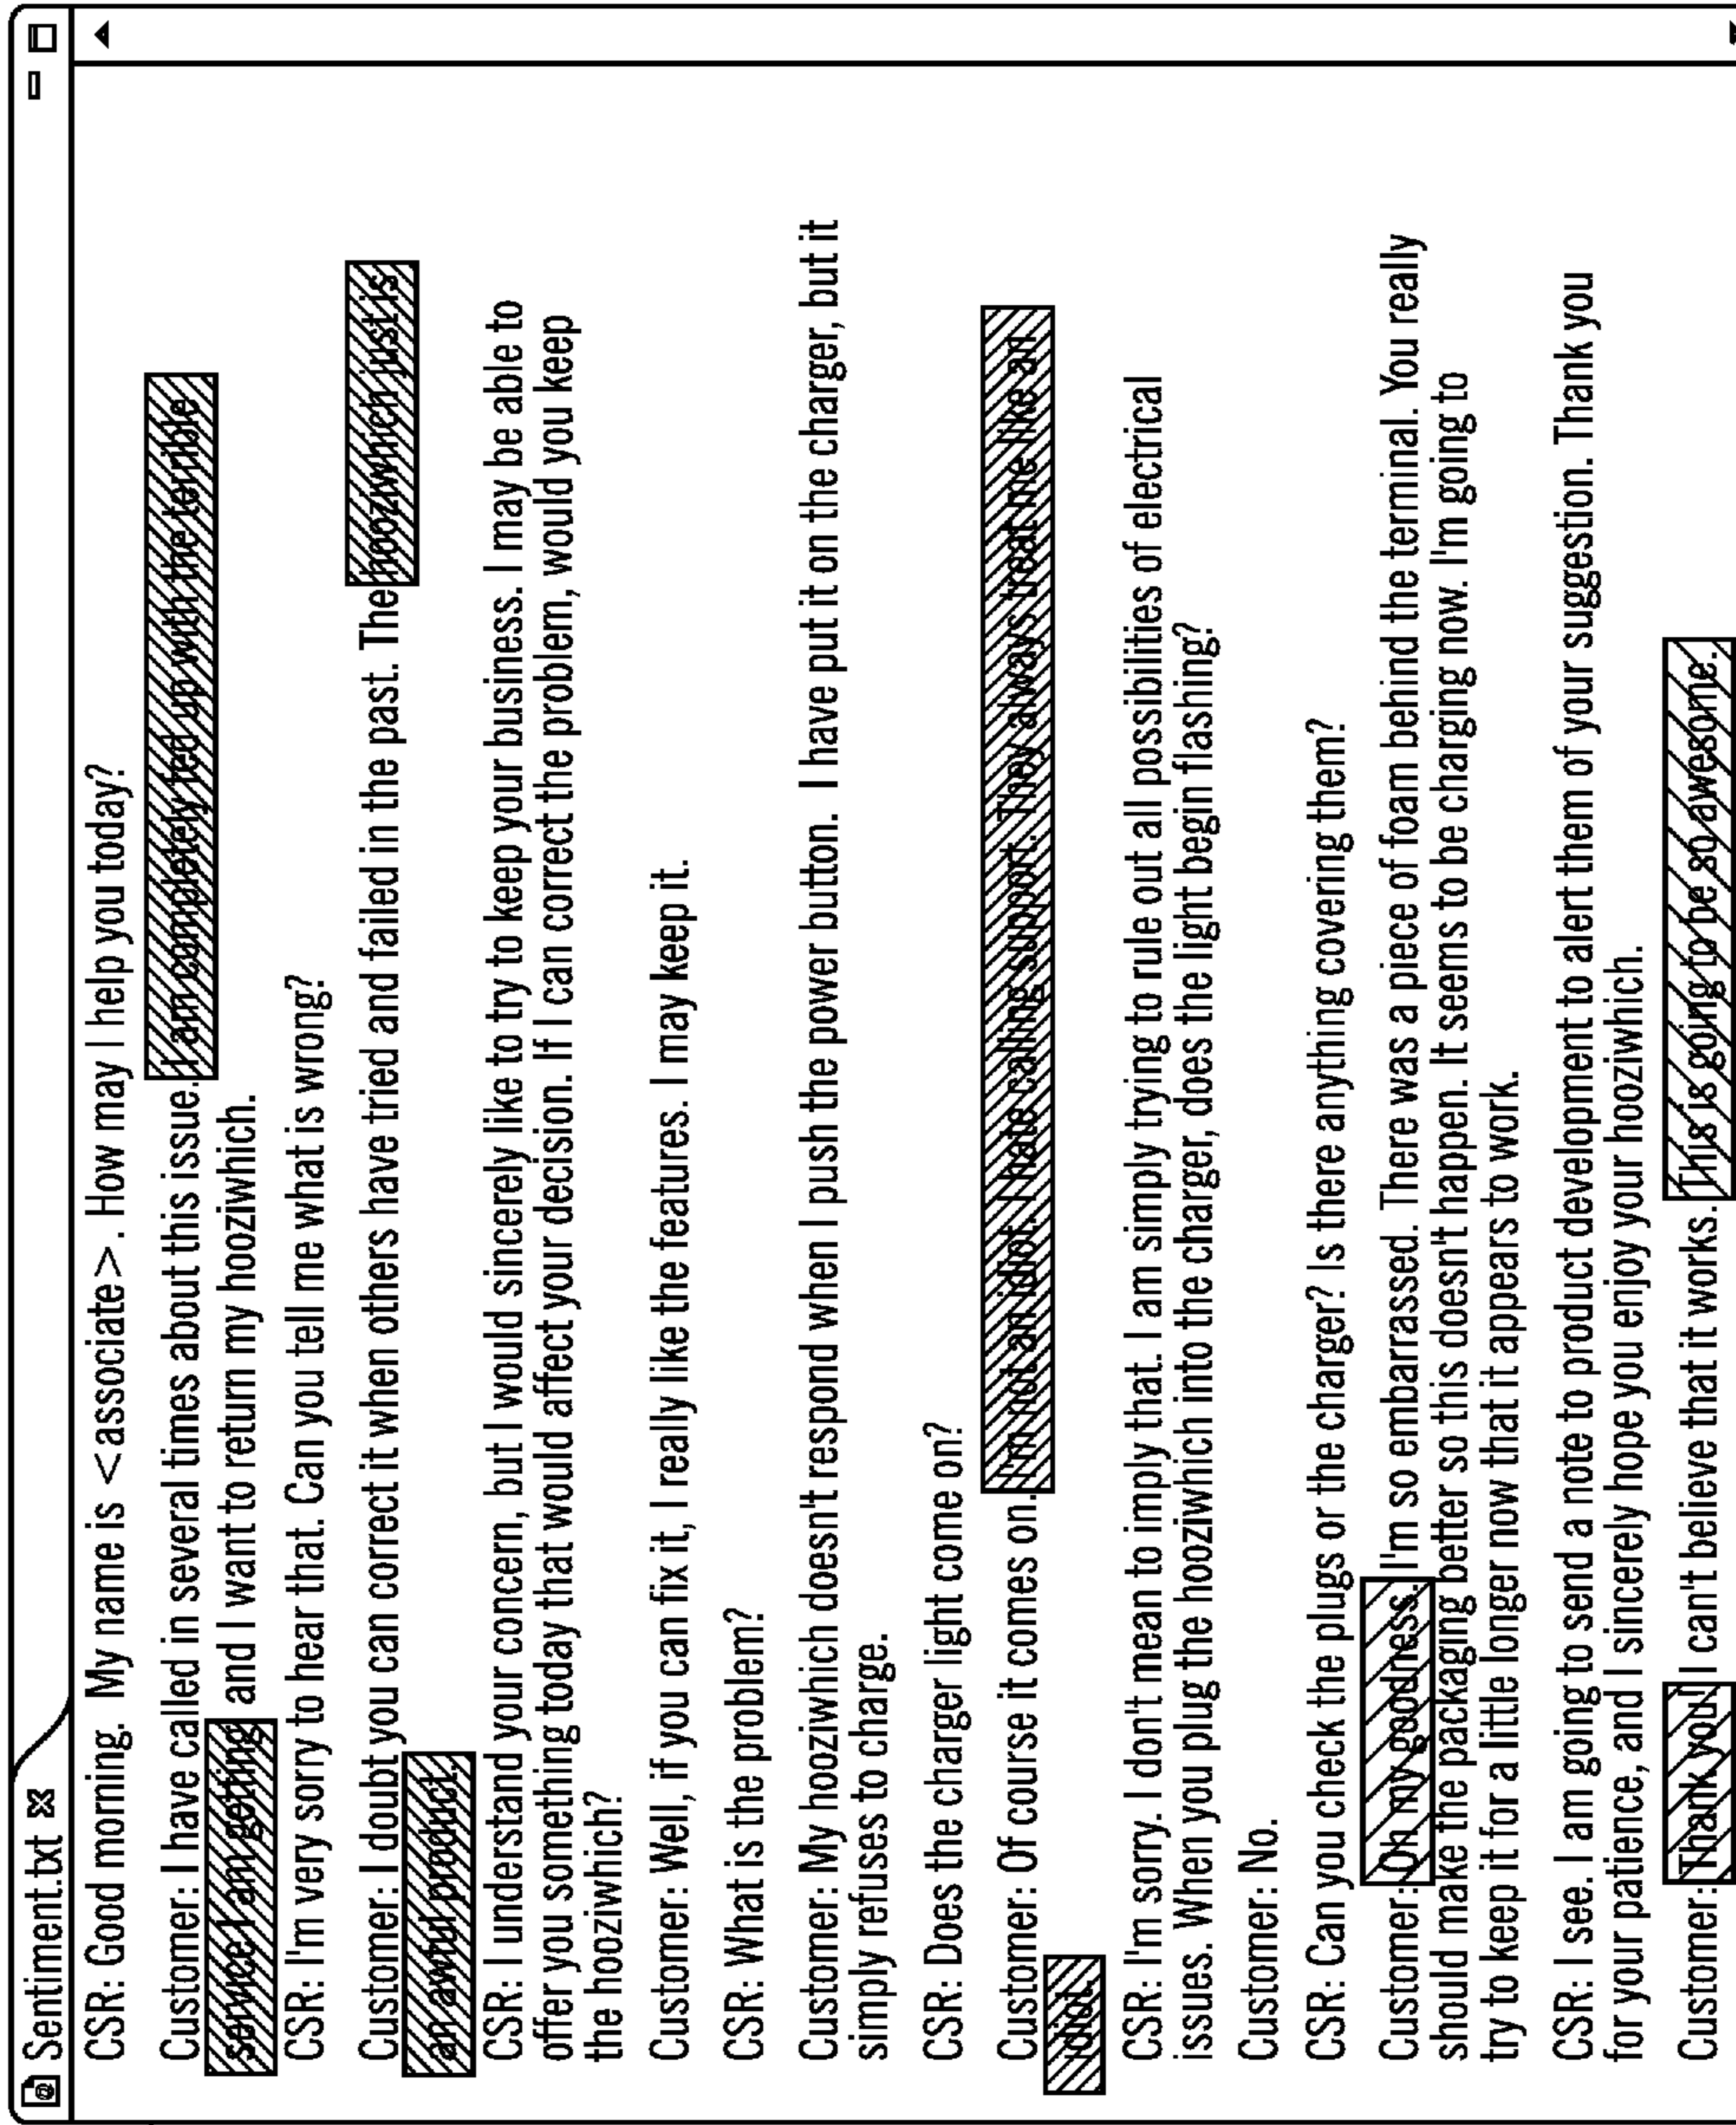 Sentiment.txt
CSR: Good morning. My name is <associate>. How may I help you today?
Customer: I have called in several times about this issue. I am completely fed up with the terrible
service I am getting and I want to return my hooziwhich.
CSR: I'm very sorry to hear that. Can you tell me what is wrong?
Customer: I doubt you can correct it when others have tried and failed in the past. The hooziwhich just is
an awful product.
CSR: I understand your concern, but I would sincerely like to try to keep your business. I may be able to
offer you something today that would affect your decision. If I can correct the problem, would you keep
the hooziwhich?
Customer: Well, if you can fix it, I really like the features. I may keep it.
CSR: What is the problem?
Customer: My hooziwhich doesn't respond when I push the power button. I have put it on the charger, but it
simply refuses to charge.
CSR: Does the charger light come on?
Customer: Of course it comes on. I'm not an idiot. I hate calling support. They always treat me like an
idiot.
CSR: I'm sorry. I don't mean to imply that. I am simply trying to rule out all possibilities of electrical
issues. When you plug the hooziwhich into the charger, does the light begin flashing?
Customer: No.
CSR: Can you check the plugs or the charger? Is there anything covering them?
Customer: Oh my goodness. I'm so embarrassed. There was a piece of foam behind the terminal. You really
should make the packaging better so this doesn't happen. It seems to be charging now. I'm going to
try to keep it for a little longer now that it appears to work.
CSR: I see. I am going to send a note to product development to alert them of your suggestion. Thank you
for your patience, and I sincerely hope you enjoy your hooziwhich.
Customer: Thank you! I can't believe that it works. This is going to be so awesome.